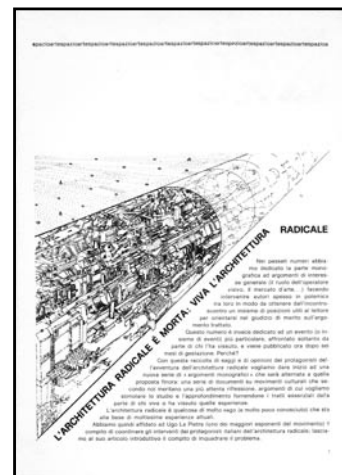 spazioartespazioartespazioartespazioartespazioartespazioartespazioartespazioartespazioartespazios
L'ARCHITETTURA RADICALE È MORTA: VIVA L'ARCHITETTURA
RADICALE
Nei passati numeri abbia-
mo dedicato la parte mono-
grafica ad argomenti di interes-
se generale (il ruolo dell'operatore
visivo, il mercato d'arte...) facendo
intervenire autori spesso in polemica
tra loro in modo da ottenere dall'incontro-
scontro un insieme di posizioni utili al lettore
per orientarsi nel giudizio di merito sull'argo-
mento trattato.
Questo numero è invece dedicato ad un evento (o in-
sieme di eventi) più particolare, affrontato soltanto da
parte di chi l'ha vissuto, e viene pubblicato ora dopo sei
mesi di gestazione. Perché?
Con questa raccolta di saggi e di opinioni dei protagonisti del-
l'avventura dell'architettura radicale vogliamo dare inizio ad una
nuova serie di «argomenti monografici» che sarà alternata a quella
proposta finora: una serie di documenti su movimenti culturali che se-
condo noi meritano una più attenta riflessione, argomenti di cui vogliamo
stimolare lo studio e l'approfondimento fornendone i tratti essenziali dalla
parte di chi vive o ha vissuto quelle esperienze.
L'architettura radicale è qualcosa di molto vago (e molto poco conosciuto) che sta
alla base di moltissime esperienze attuali.
Abbiamo quindi affidato ad Ugo La Pietra (uno dei maggiori esponenti del movimento) il
compito di coordinare gli interventi dei protagonisti italiani dell'architettura radicale; lascia-
mo al suo articolo introduttivo il compito di inquadrare il problema.